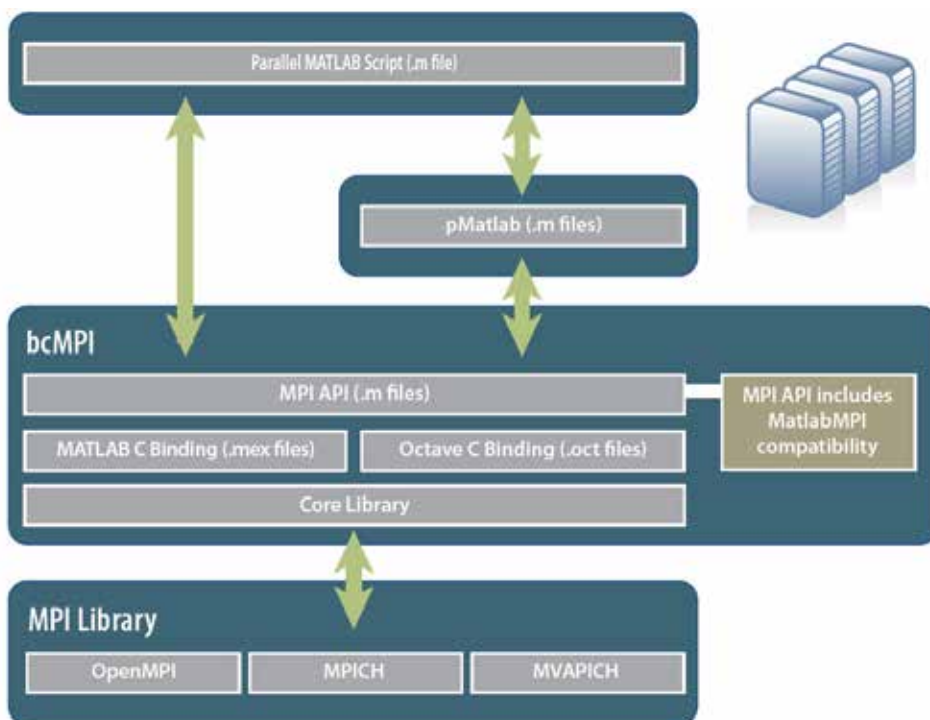 Parallel MATLAB Script (.m file)
pMatlab (.m files)
bcMPI
MPI API (.m files)
MPI API includes
MatlabMPI
compatibility
MATLAB C Binding (.mex files)
Octave C Binding (.oct files)
Core Library
MPI Library
OpenMPI
MPICH
MVAPICH